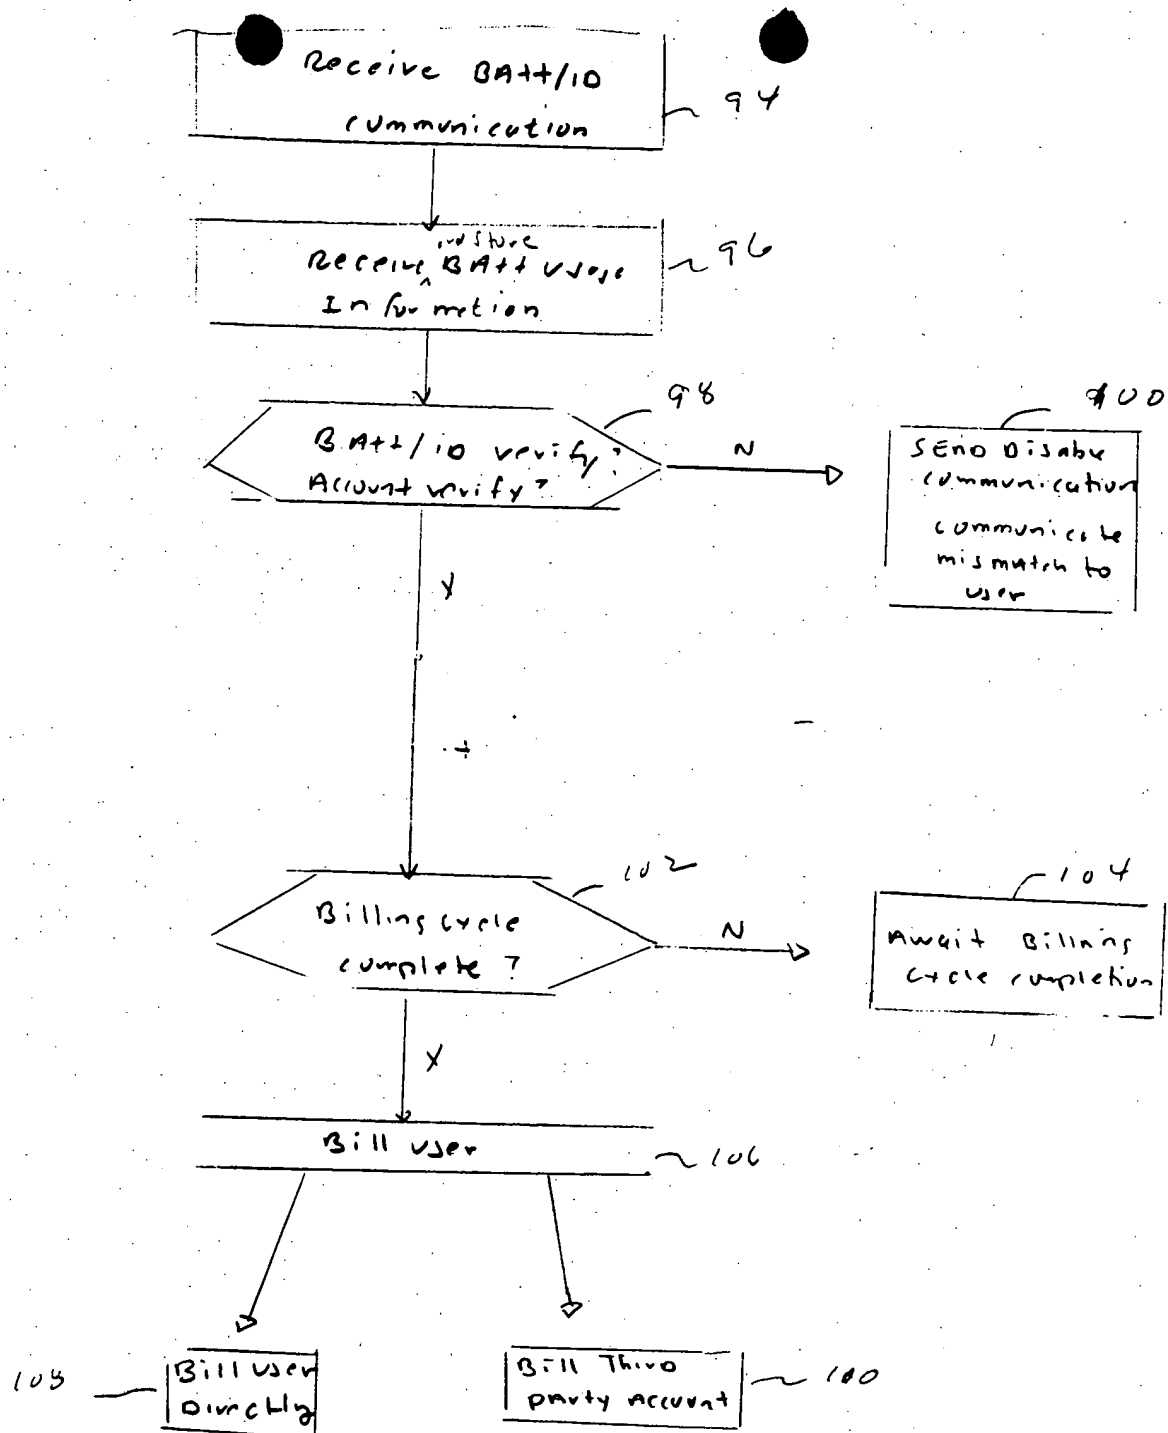 Receive BAtt/ID
communication
94
and store
Receive ^ BAtt usage
Information
96
98
BAtt/ID verify?
Account verify?
N
100
SEND Disable
communication
communicate
mismatch to
user
Y
102
Billing cycle
complete ?
N
104
Await Billing
cycle completion
Y
Bill user
106
108
Bill user
Directly
Bill Third
party Account
100